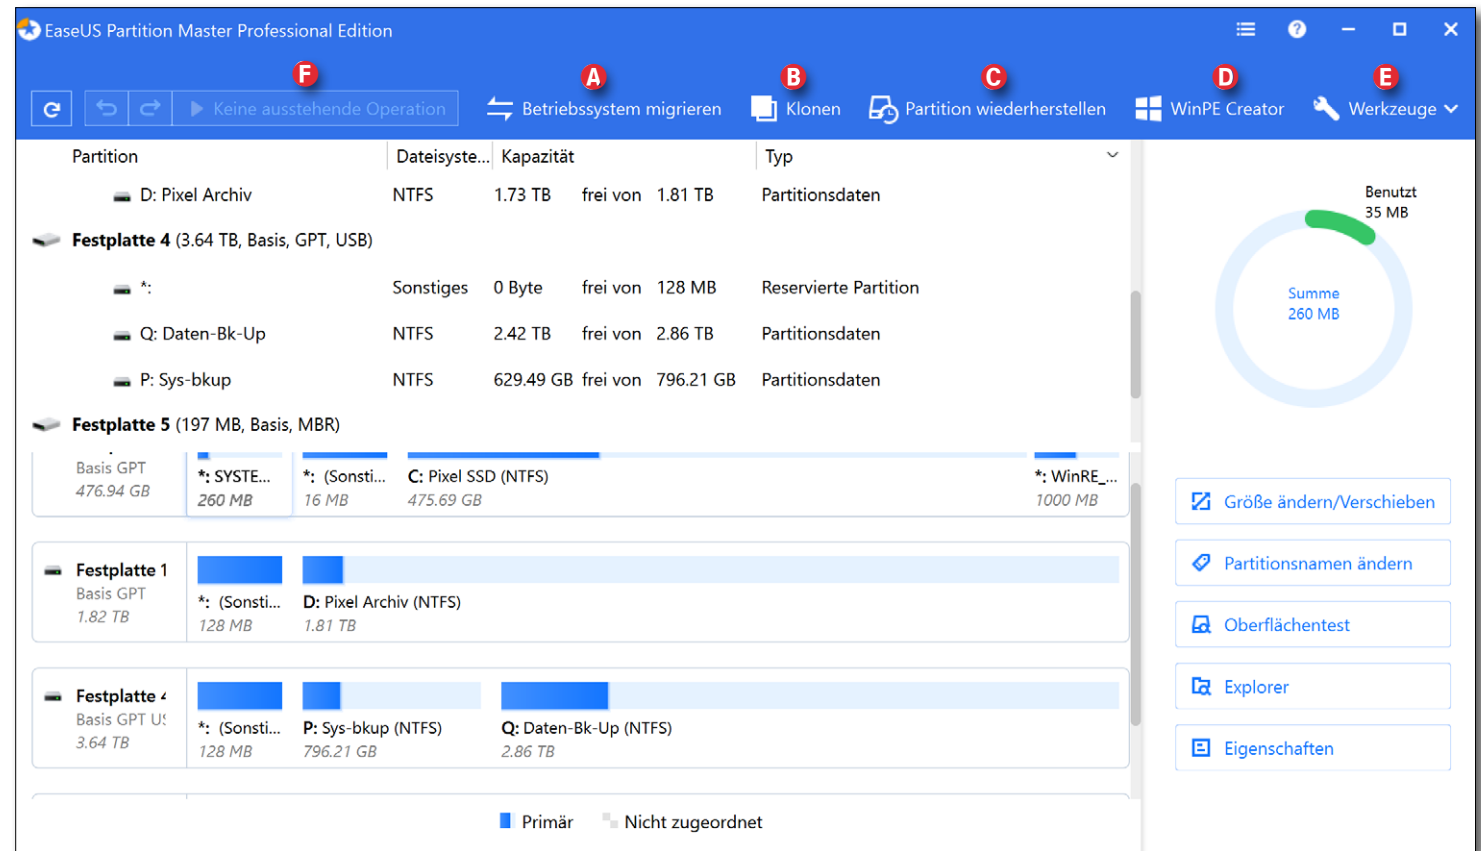 EaseUS Partition Master Professional Edition
F A B C D E
Keine ausstehende Operation Betriebssystem migrieren Klonen Partition wiederherstellen WinPE Creator Werkzeuge
Partition Dateisyste... Kapazität Typ
D: Pixel Archiv NTFS 1.73 TB frei von 1.81 TB Partitionsdaten
Festplatte 4 (3.64 TB, Basis, GPT, USB)
*: Sonstiges 0 Byte frei von 128 MB Reservierte Partition
Q: Daten-Bk-Up NTFS 2.42 TB frei von 2.86 TB Partitionsdaten
P: Sys-bkup NTFS 629.49 GB frei von 796.21 GB Partitionsdaten
Festplatte 5 (197 MB, Basis, MBR)
Benutzt
35 MB
Summe
260 MB
Basis GPT
476.94 GB
*: SYSTE... *: (Sonsti... C: Pixel SSD (NTFS) *: WinRE_...
260 MB 16 MB 475.69 GB 1000 MB
Festplatte 1
Basis GPT
1.82 TB
*: (Sonsti... D: Pixel Archiv (NTFS)
128 MB 1.81 TB
Festplatte
Basis GPT
3.64 TB
*: (Sonsti... P: Sys-bkup (NTFS) Q: Daten-Bk-Up (NTFS)
128 MB 796.21 GB 2.86 TB
Primär Nicht zugeordnet
Größe ändern/Verschieben
Partitionsnamen ändern
Oberflächentest
Explorer
Eigenschaften